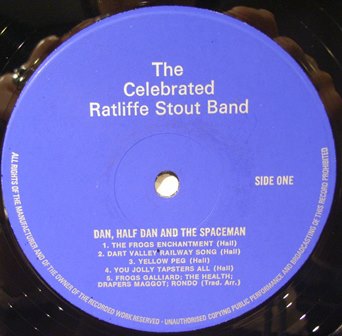 The
Celebrated
Ratliffe Stout Band
SIDE ONE
DAN, HALF DAN AND THE SPACEMAN
1. THE FROGS ENCHANTMENT (Hall)
2. DART VALLEY RAILWAY SONG (Hall)
3. YELLOW PEG (Hall)
4. YOU JOLLY TAPSTERS ALL (Hall)
5. FROGS GALLIARD; THE HEALTH;
DRAPERS MAGGOT; RONDO (Trad. Arr.)
ALL RIGHTS OF THE MANUFACTURER AND OF THE OWNER OF THE RECORDED WORK RESERVED - UNAUTHORISED COPYING PUBLIC PERFORMANCE AND BROADCASTING OF THIS RECORD PROHIBITED